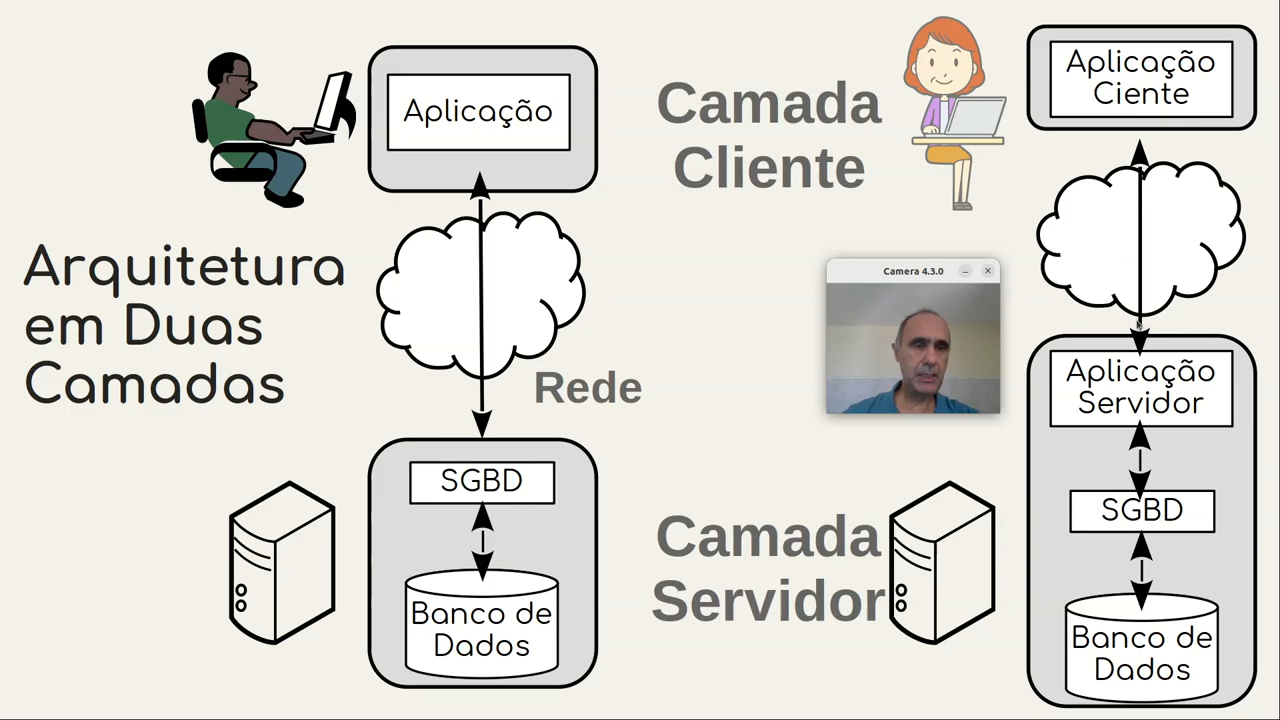 Arquitetura
em Duas
Camadas
Aplicação
Rede
SGBD
Banco de
Dados
Camada
Cliente
Camera 4.3.0
Camada
Servidor
Aplicação
Ciente
Aplicação
Servidor
SGBD
Banco de
Dados